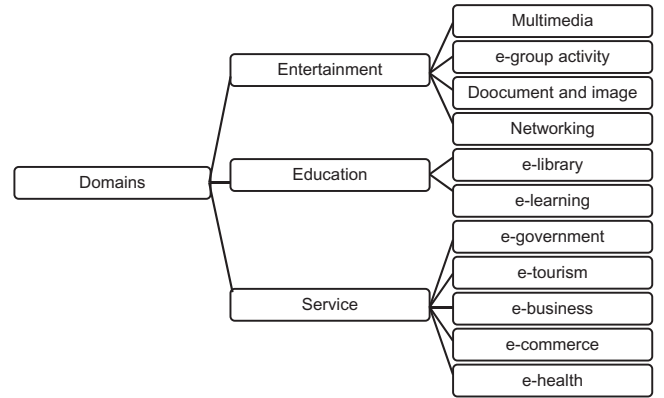 Domains
Entertainment
Multimedia
e-group activity
Doocument and image
Networking
Education
e-library
e-learning
Service
e-government
e-tourism
e-business
e-commerce
e-health